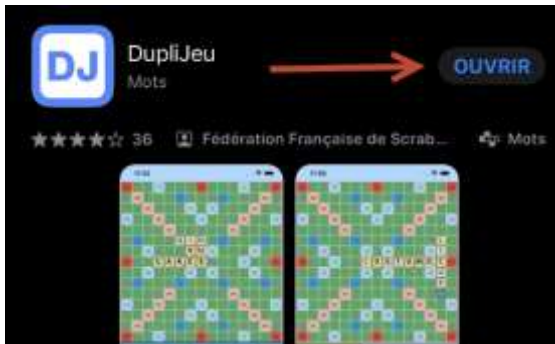 DJ
DupliJeu
Mots
OUVRIR
36 Fédération Française de Scrab... Mots